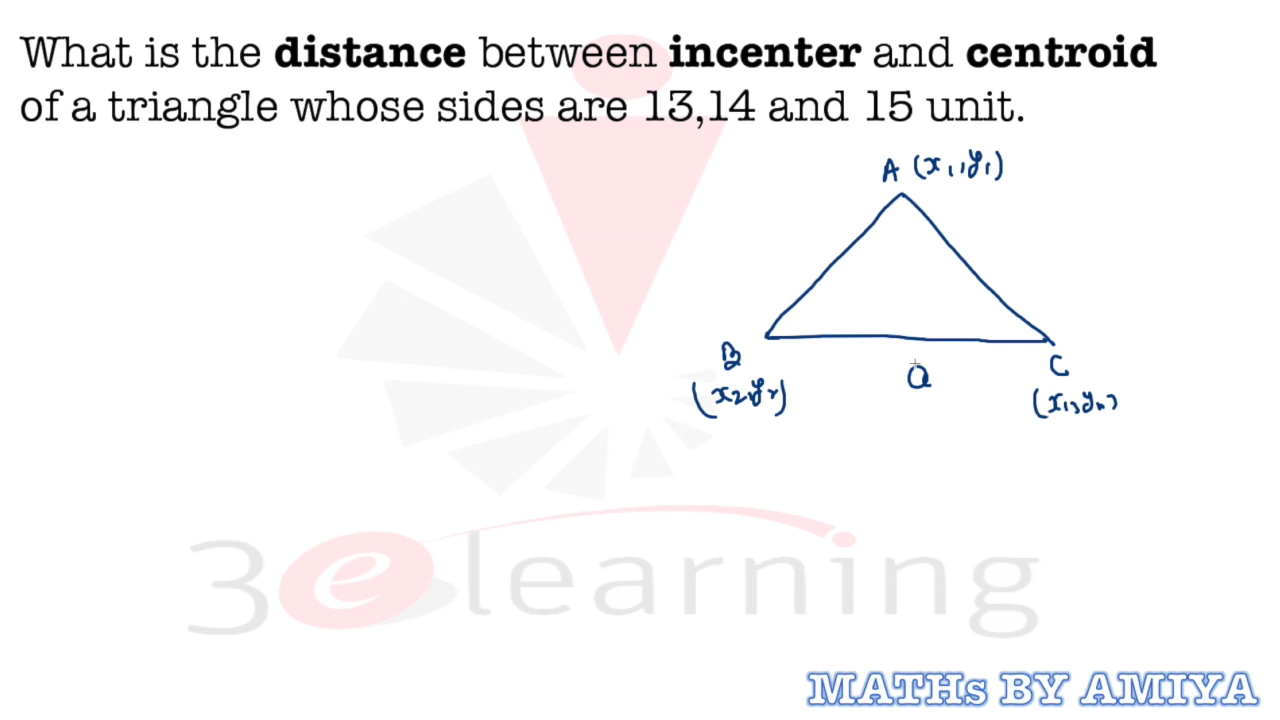 What is the distance between incenter and centroid
of a triangle whose sides are 13,14 and 15 unit.
A (x₁,y₁)
B
C
a
(x₂,y₂)
3elearning
MATHs BY AMIYA